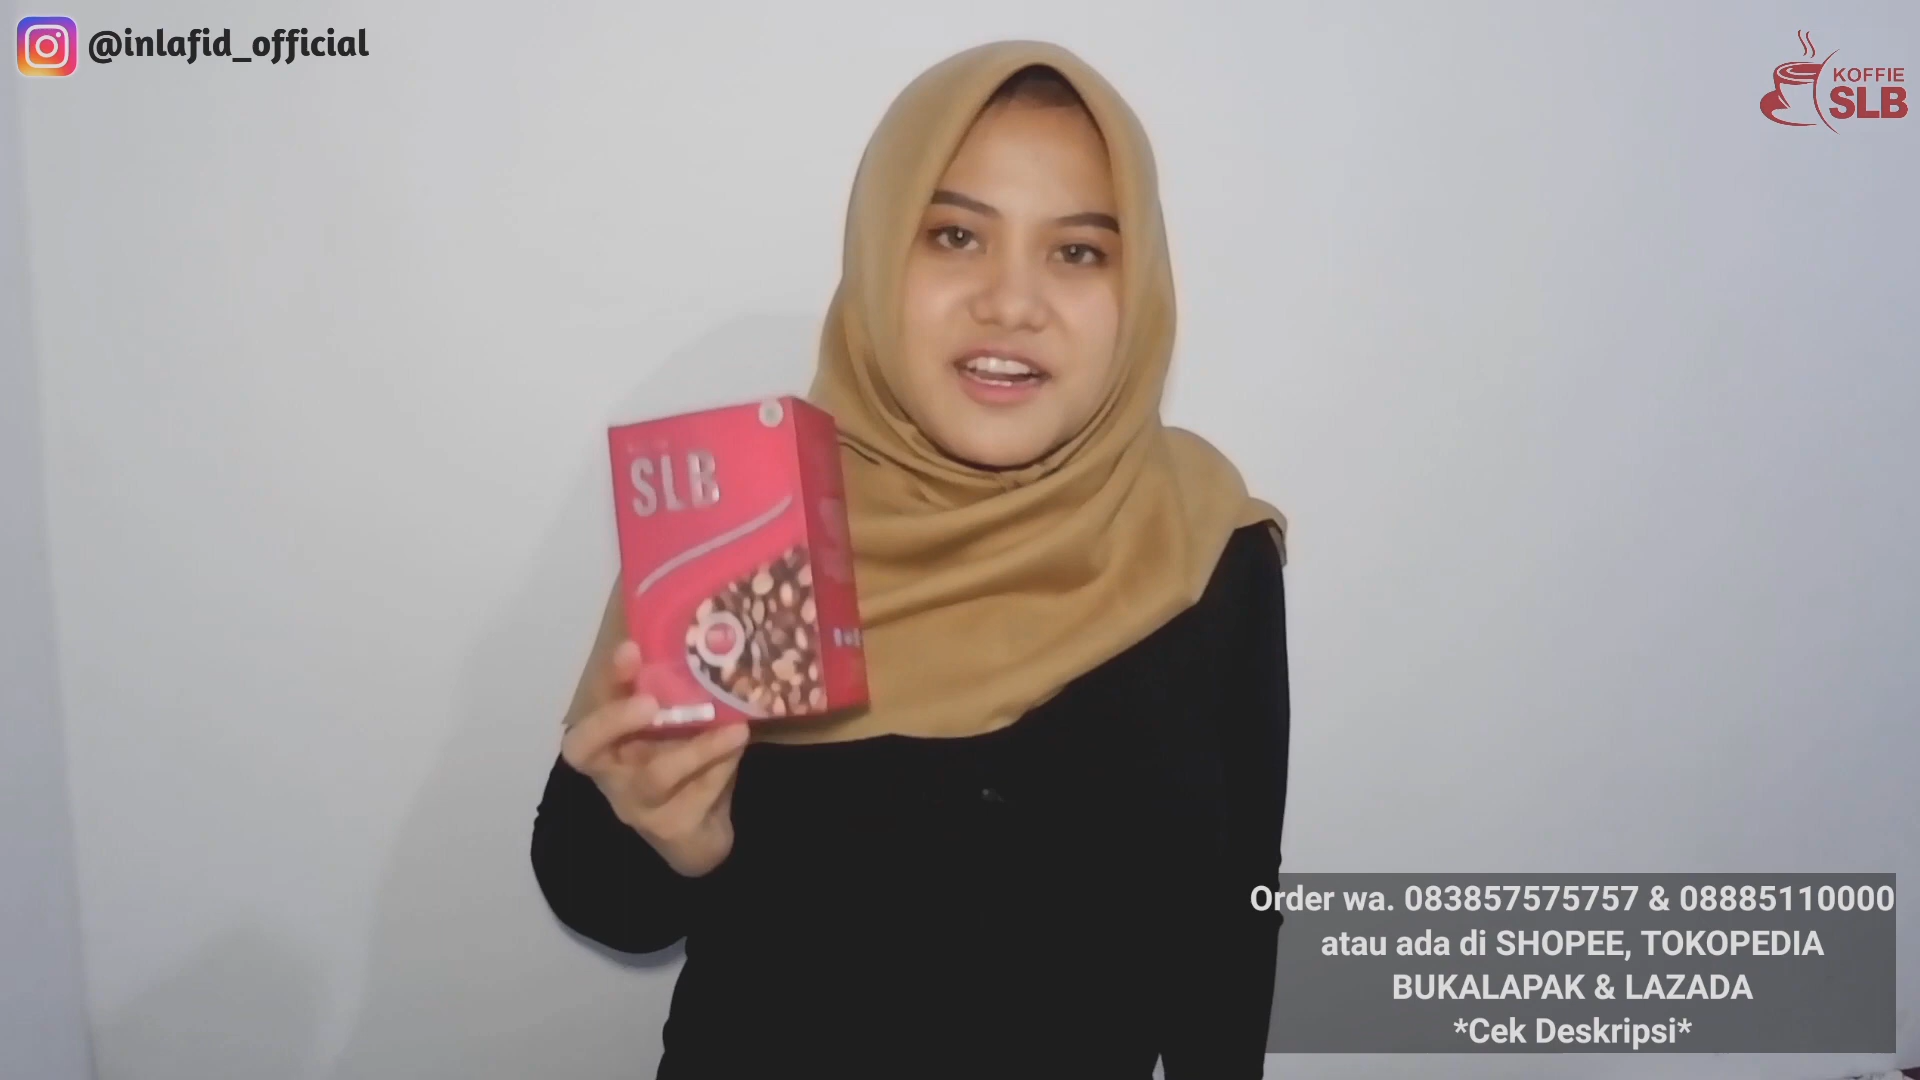 @inlafid_official
KOFFIE
SLB
SLB
Order wa. 083857575757 & 08885110000
atau ada di SHOPEE, TOKOPEDIA
BUKALAPAK & LAZADA
*Cek Deskripsi*